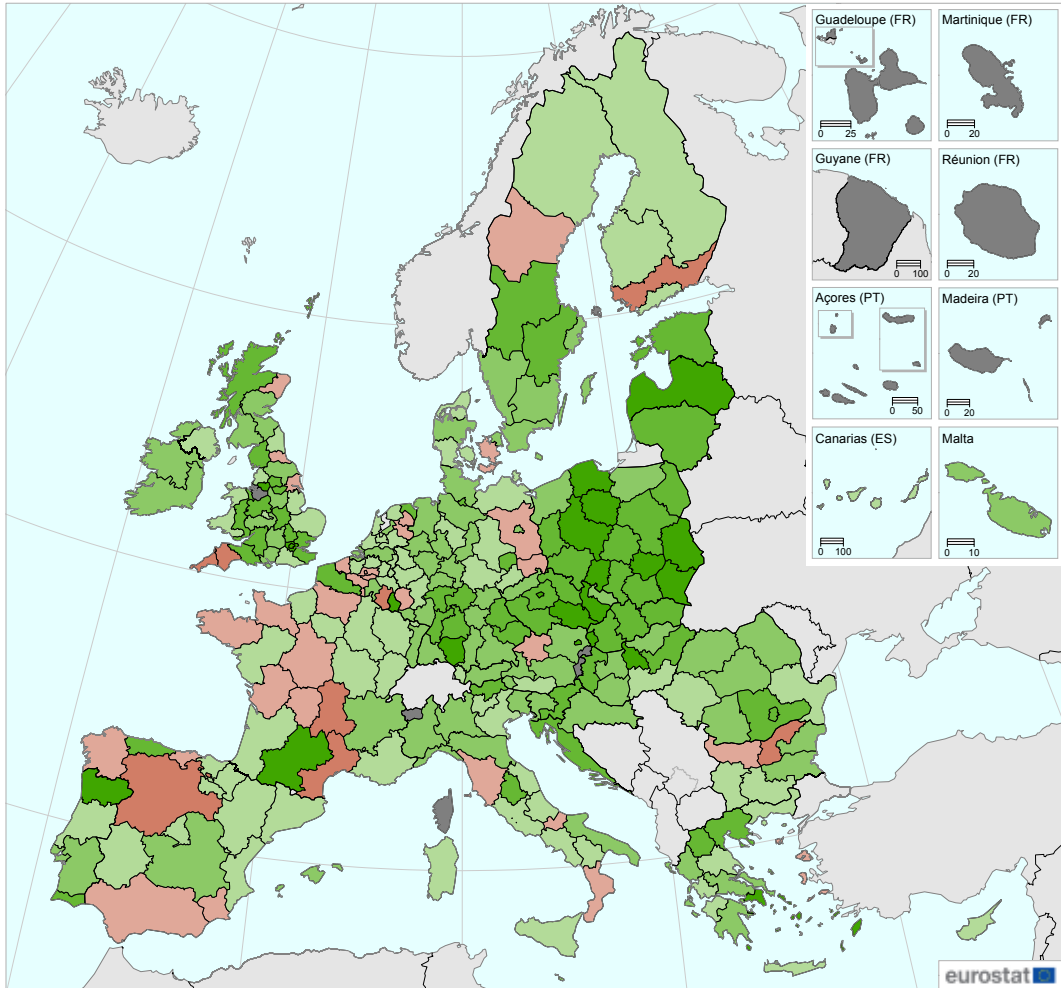 Guadeloupe (FR)
0 25
Martinique (FR)
0 20
Guyane (FR)
0 100
Réunion (FR)
0 20
Açores (PT)
0 50
Madeira (PT)
0 20
Canarias (ES)
0 100
Malta
0 10
eurostat